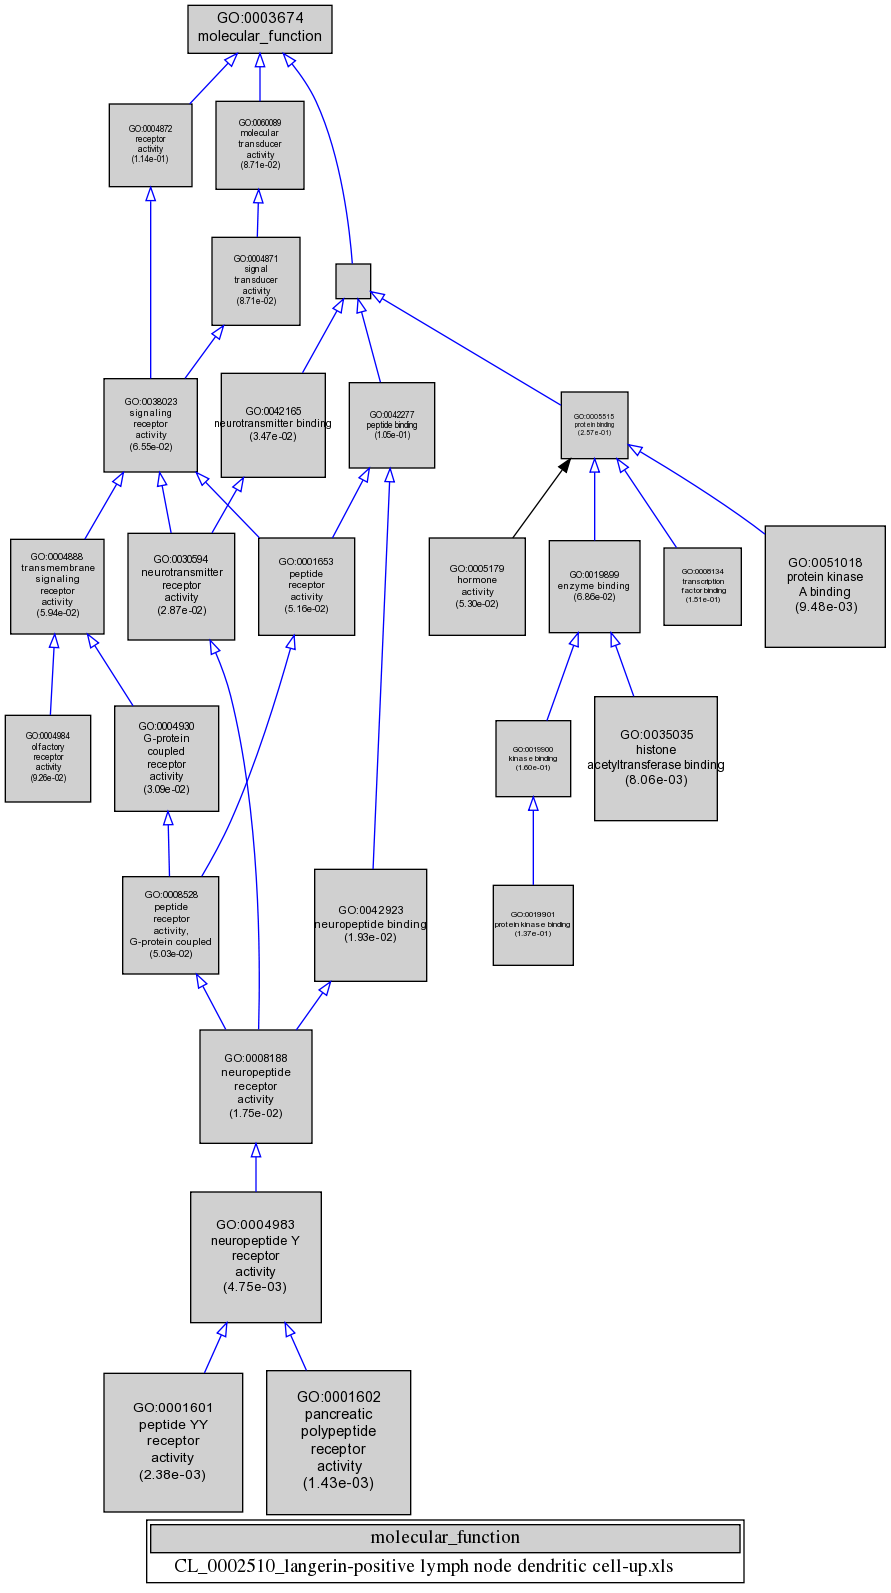 GO:0003674
molecular_function
GO:0004872
receptor
activity
(1.14e-01)
GO:0060089
molecular
transducer
activity
(8.71e-02)
GO:0004871
signal
transducer
activity
(8.71e-02)
GO:0038023
signaling
receptor
activity
(6.55e-02)
GO:0042165
neurotransmitter binding
(3.47e-02)
GO:0042277
peptide binding
(1.05e-01)
GO:0005515
protein binding
(2.57e-01)
GO:0004888
transmembrane
signaling
receptor
activity
(5.94e-02)
GO:0030594
neurotransmitter
receptor
activity
(2.87e-02)
GO:0001653
peptide
receptor
activity
(5.16e-02)
GO:0005179
hormone
activity
(5.30e-02)
GO:0019899
enzyme binding
(6.86e-02)
GO:0008134
transcription
factor binding
(1.51e-01)
GO:0051018
protein kinase
A binding
(9.48e-03)
GO:0004984
olfactory
receptor
activity
(9.26e-02)
GO:0004930
G-protein
coupled
receptor
activity
(3.09e-02)
GO:0019900
kinase binding
(1.60e-01)
GO:0035035
histone
acetyltransferase binding
(8.06e-03)
GO:0008528
peptide
receptor
activity,
G-protein coupled
(5.03e-02)
GO:0042923
neuropeptide binding
(1.93e-02)
GO:0019901
protein kinase binding
(1.37e-01)
GO:0008188
neuropeptide
receptor
activity
(1.75e-02)
GO:0004983
neuropeptide Y
receptor
activity
(4.75e-03)
GO:0001601
peptide YY
receptor
activity
(2.38e-03)
GO:0001602
pancreatic
polypeptide
receptor
activity
(1.43e-03)
molecular_function
CL_0002510_langerin-positive lymph node dendritic cell-up.xls